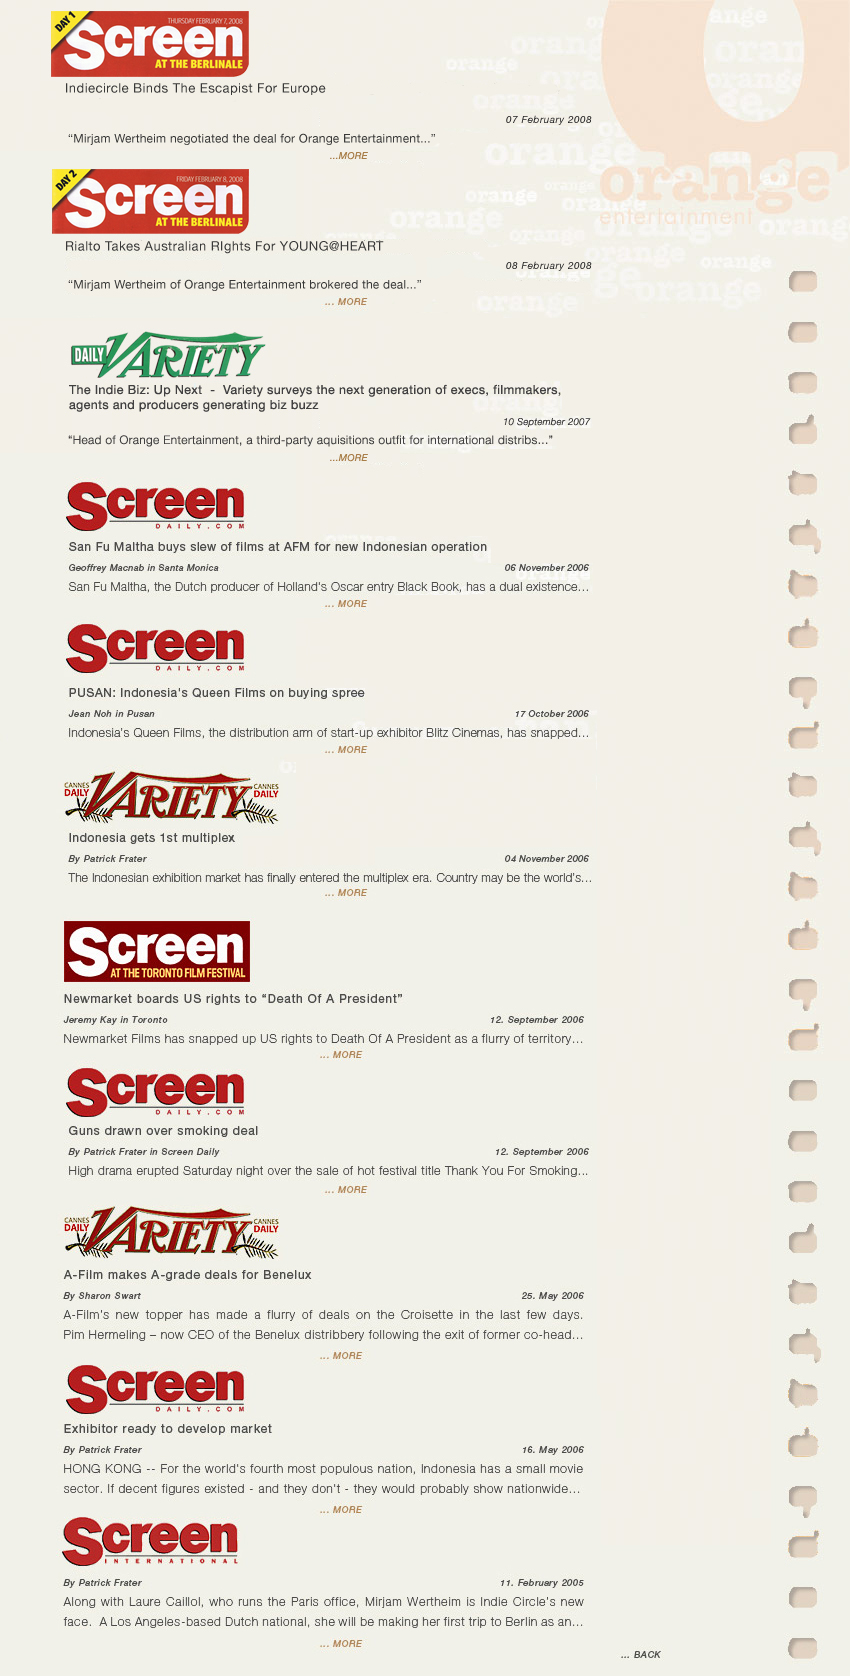 DAY 1
THURSDAY FEBRUARY 7, 2008
Screen
AT THE BERLINALE
Indiecircle Binds The Escapist For Europe
07 February 2008
“Mirjam Wertheim negotiated the deal for Orange Entertainment...”
...MORE
orange
entertainment
DAY 2
FRIDAY FEBRUARY 8, 2008
Screen
AT THE BERLINALE
Rialto Takes Australian RIghts For YOUNG@HEART
08 February 2008
“Mirjam Wertheim of Orange Entertainment brokered the deal...”
... MORE
DAILY VARIETY
The Indie Biz: Up Next - Variety surveys the next generation of execs, filmmakers,
agents and producers generating biz buzz
10 September 2007
“Head of Orange Entertainment, a third-party aquisitions outfit for international distribs...”
...MORE
Screen
DAILY.COM
San Fu Maltha buys slew of films at AFM for new Indonesian operation
Geoffrey Macnab in Santa Monica 06 November 2006
San Fu Maltha, the Dutch producer of Holland's Oscar entry Black Book, has a dual existence...
... MORE
Screen
DAILY.COM
PUSAN: Indonesia's Queen Films on buying spree
Jean Noh in Pusan 17 October 2006
Indonesia's Queen Films, the distribution arm of start-up exhibitor Blitz Cinemas, has snapped...
... MORE
CANNES DAILY VARIETY CANNES DAILY
Indonesia gets 1st multiplex
By Patrick Frater 04 November 2006
The Indonesian exhibition market has finally entered the multiplex era. Country may be the world's...
... MORE
Screen
AT THE TORONTO FILM FESTIVAL
Newmarket boards US rights to “Death Of A President”
Jeremy Kay in Toronto 12. September 2006
Newmarket Films has snapped up US rights to Death Of A President as a flurry of territory...
... MORE
Screen
DAILY.COM
Guns drawn over smoking deal
By Patrick Frater in Screen Daily 12. September 2006
High drama erupted Saturday night over the sale of hot festival title Thank You For Smoking...
... MORE
CANNES DAILY VARIETY CANNES DAILY
A-Film makes A-grade deals for Benelux
By Sharon Swart 25. May 2006
A-Film's new topper has made a flurry of deals on the Croisette in the last few days.
Pim Hermeling – now CEO of the Benelux distribbery following the exit of former co-head...
... MORE
Screen
DAILY.COM
Exhibitor ready to develop market
By Patrick Frater 16. May 2006
HONG KONG -- For the world's fourth most populous nation, Indonesia has a small movie
sector. If decent figures existed - and they don't - they would probably show nationwide...
... MORE
Screen
INTERNATIONAL
By Patrick Frater 11. February 2005
Along with Laure Caillol, who runs the Paris office, Mirjam Wertheim is Indie Circle's new
face. A Los Angeles-based Dutch national, she will be making her first trip to Berlin as an...
... MORE
... BACK